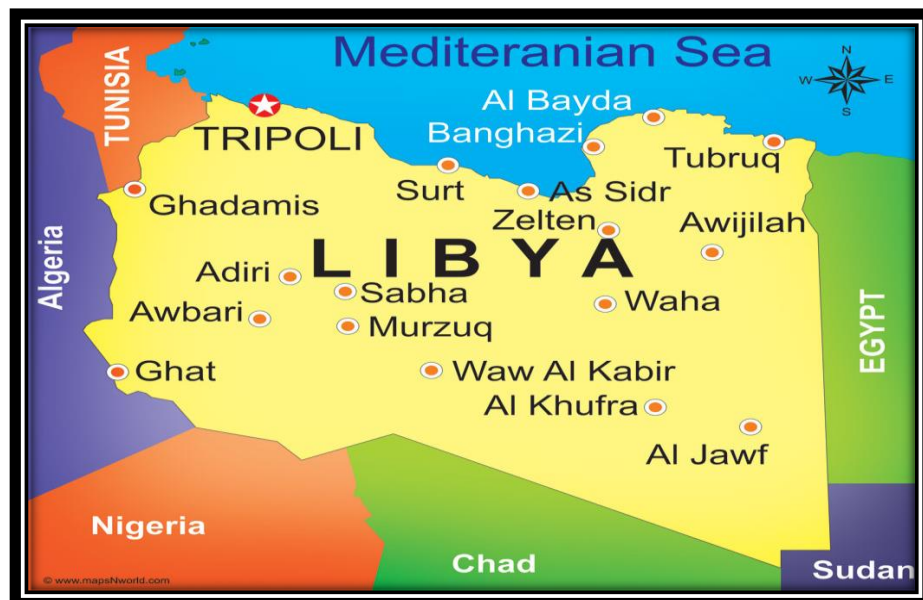 Mediteranian Sea
N
W E
S
TUNISIA
Al Bayda
Banghazi
TRIPOLI
Tubruq
Surt
As Sidr
Ghadamis
Zelten
Awijilah
Algeria
LIBYA
Adiri
Sabha
Waha
Awbari
Murzuq
EGYPT
Ghat
Waw Al Kabir
Al Khufra
Al Jawf
Nigeria
Chad
Sudan
© www.mapsNworld.com